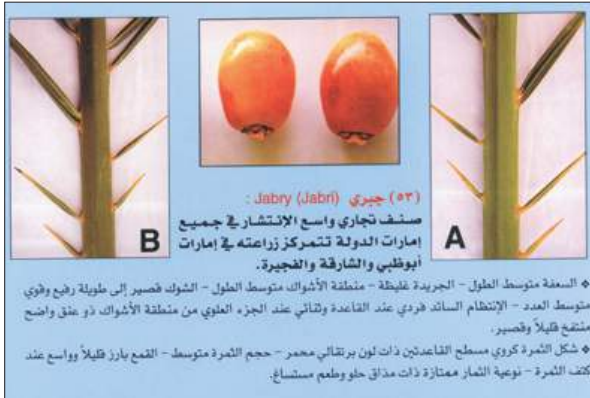 B
A
(٥٣) جبري Jabry (Jabri) :
صنف تجاري واسع الإنتشار في جميع
إمارات الدولة تتمركز زراعته في إمارات
أبوظبي والشارقة والفجيرة.
❖ السعفة متوسط الطول - الجريدة غليظة - منطقة الأشواك متوسط الطول - الشوك قصير إلى طويلة رفيع وقوي
متوسط العدد - الإنتظام السائد فردي عند القاعدة وثنائي عند الجزء العلوي من منطقة الأشواك ذو عنق واضح
منتفخ قليلاً وقصير.
❖ شكل الثمرة كروي مسطح القاعدتين ذات لون برتقالي محمر - حجم الثمرة متوسط - القمع بارز قليلاً وواسع عند
كتف الثمرة - نوعية الثمار ممتازة ذات مذاق حلو وطعم مستساغ.